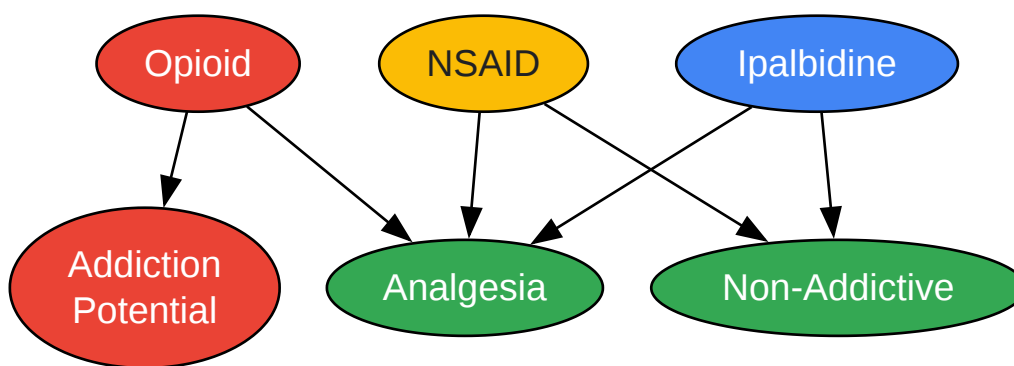 Opioid
NSAID
Ipalbidine
Addiction
Potential
Analgesia
Non-Addictive